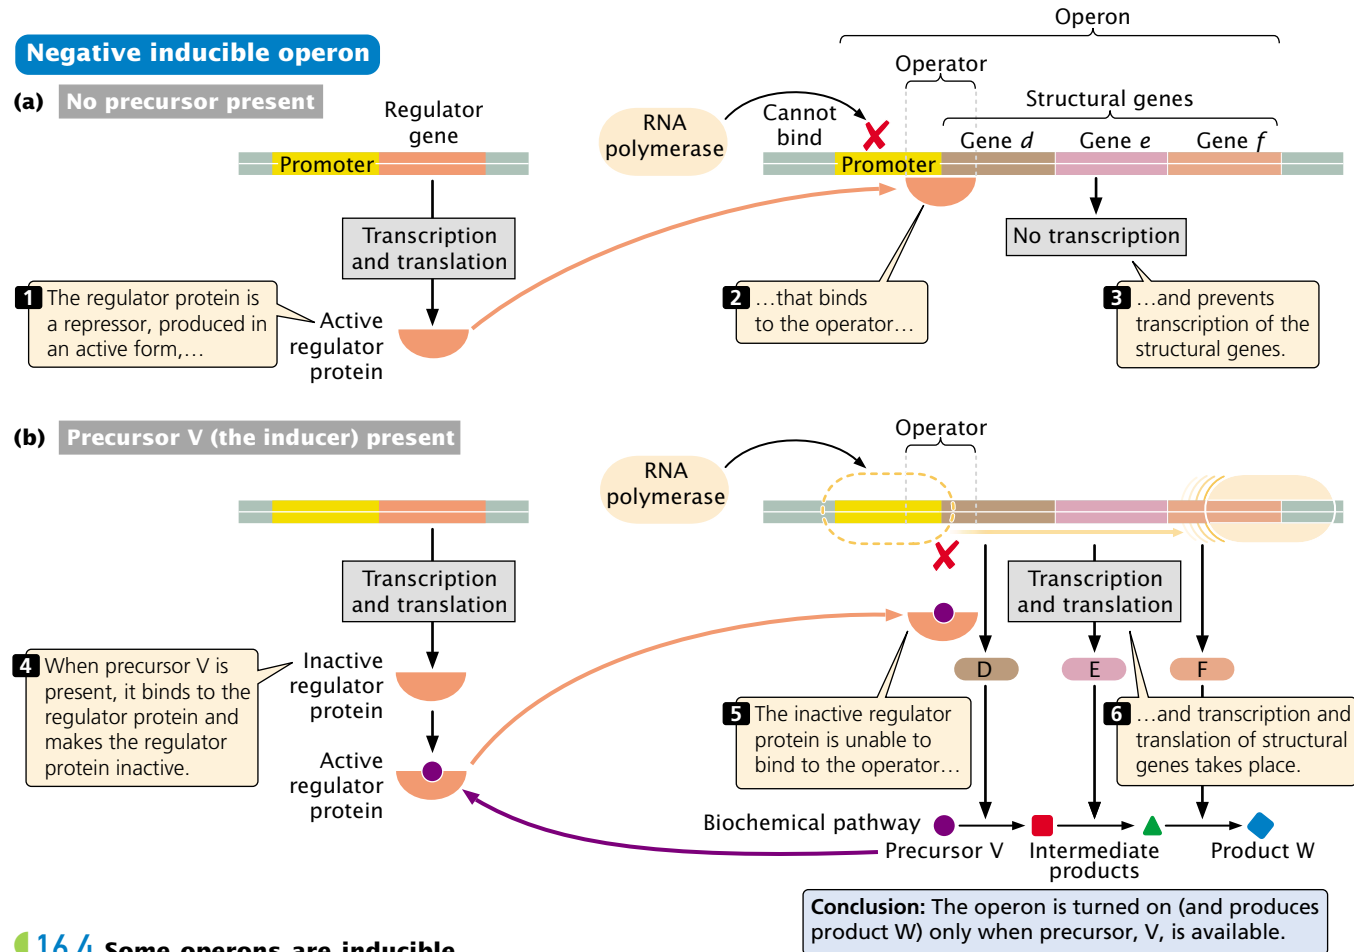 Negative inducible operon
(a) No precursor present
Regulator
gene
Promoter
Transcription
and translation
1 The regulator protein is
a repressor, produced in
an active form,…
Active
regulator
protein
RNA
polymerase
Cannot
bind
Operon
Operator
Structural genes
Gene d
Gene e
Gene f
Promoter
No transcription
2 …that binds
to the operator…
3 …and prevents
transcription of the
structural genes.
(b) Precursor V (the inducer) present
Transcription
and translation
4 When precursor V is
present, it binds to the
regulator protein and
makes the regulator
protein inactive.
Inactive
regulator
protein
Active
regulator
protein
RNA
polymerase
Operator
Transcription
and translation
D
E
F
5 The inactive regulator
protein is unable to
bind to the operator…
6 …and transcription and
translation of structural
genes takes place.
Biochemical pathway
Precursor V
Intermediate
products
Product W
Conclusion: The operon is turned on (and produces
product W) only when precursor, V, is available.
16.4 Some operons are inducible.